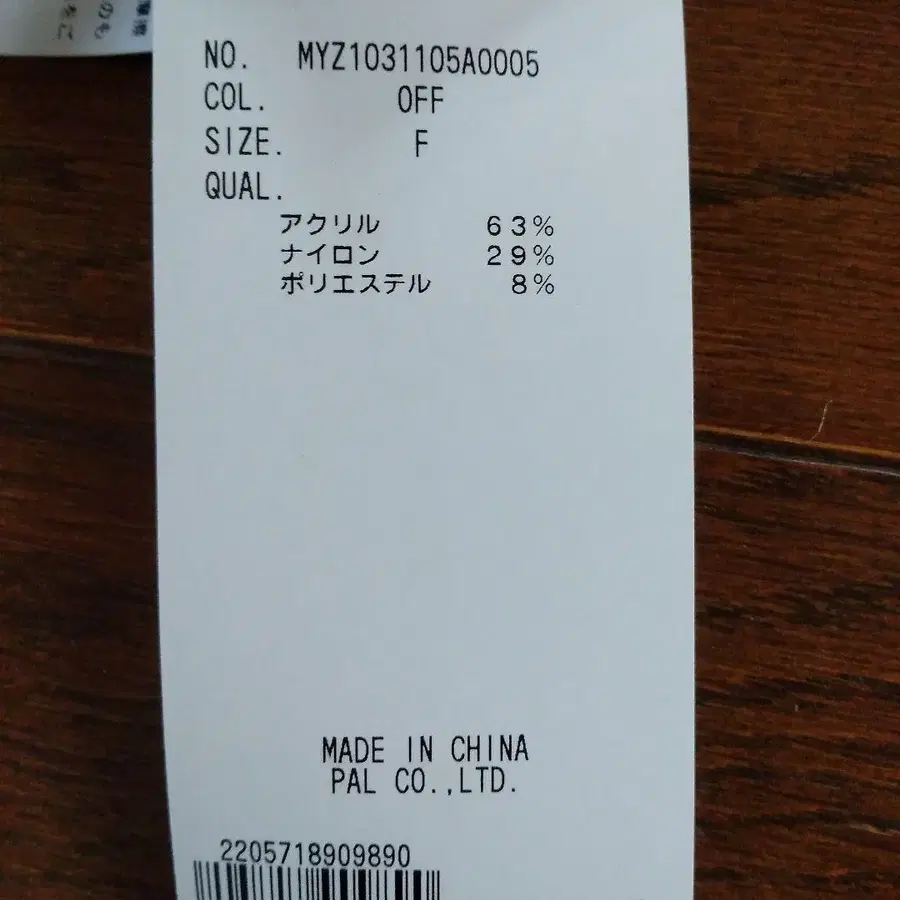 NO. MYZ1031105A0005
COL. OFF
SIZE. F
QUAL.
アクリル 63%
ナイロン 29%
ポリエステル 8%
MADE IN CHINA
PAL CO.,LTD.
2205718909890